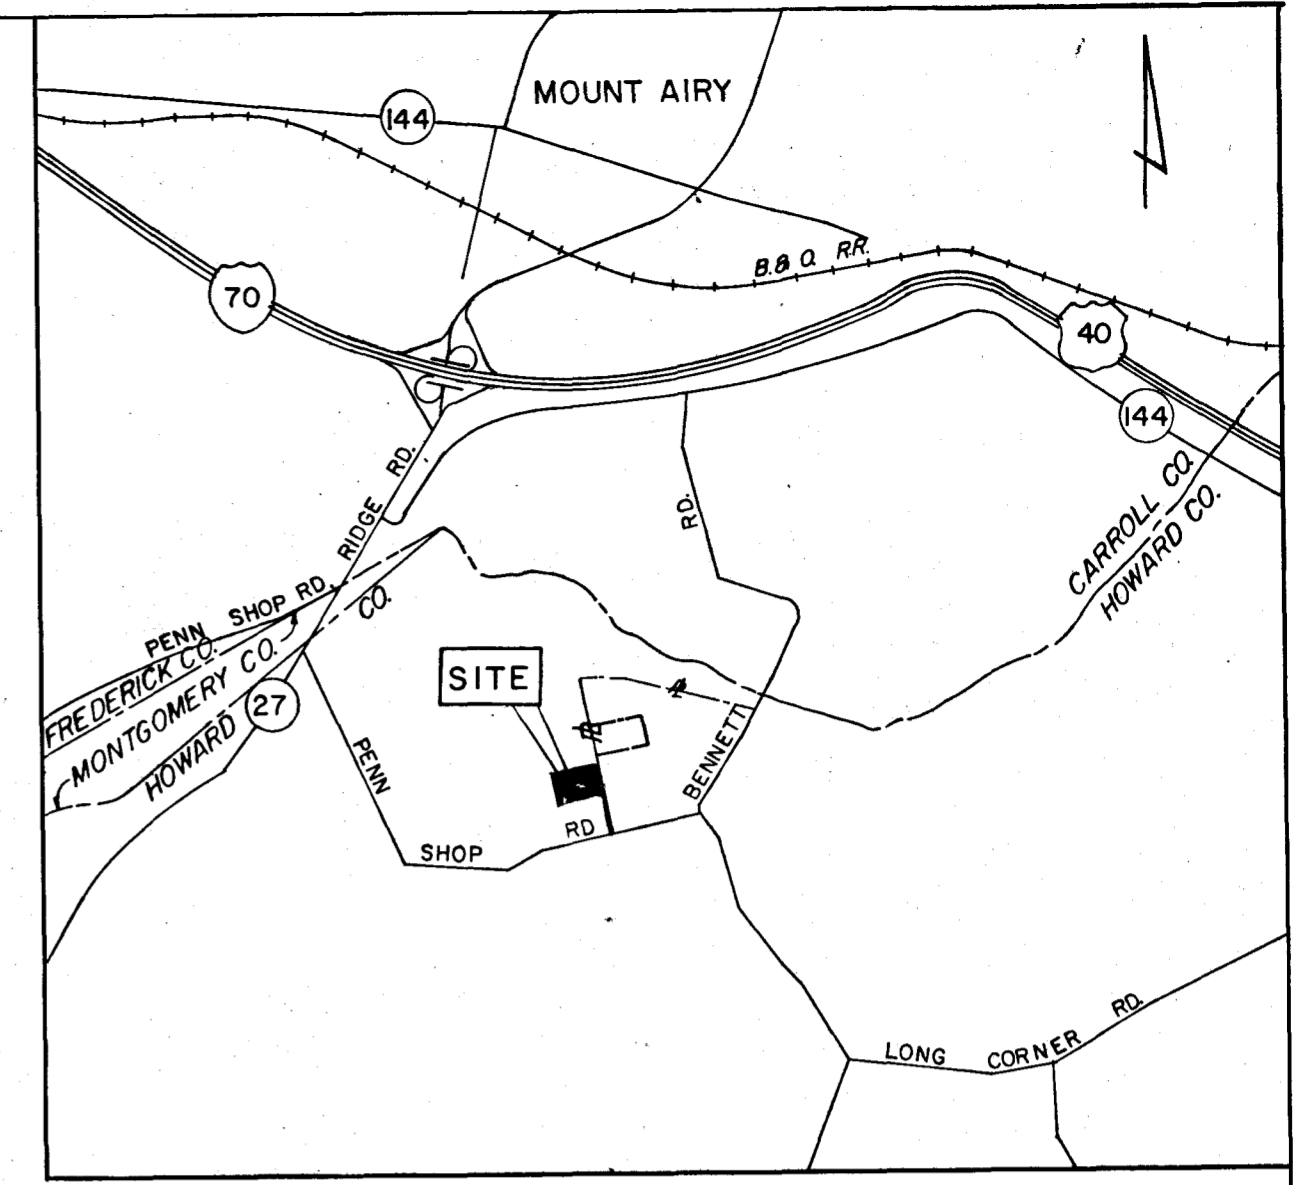 MOUNT AIRY
144
B. & O. R.R.
70
40
144
RIDGE RD.
RD.
CARROLL CO.
HOWARD CO.
PENN SHOP RD.
FREDERICK CO.
MONTGOMERY CO.
HOWARD CO.
27
SITE
PENN SHOP RD
BENNETT
LONG CORNER RD.